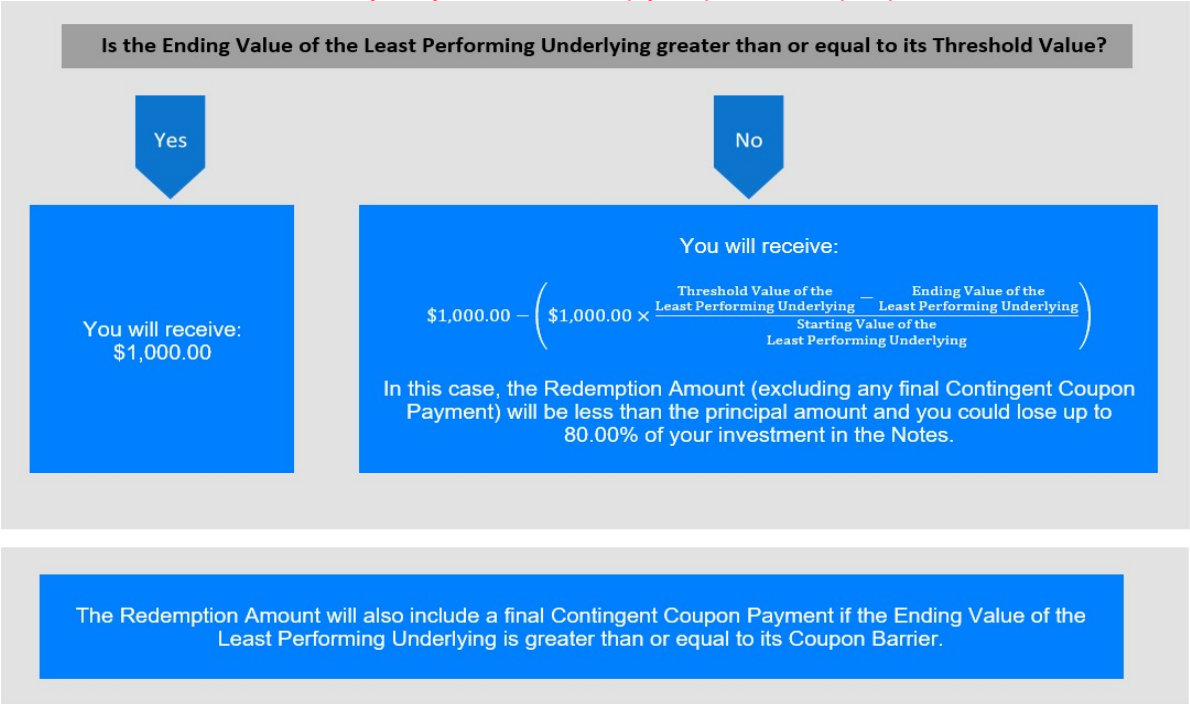 Is the Ending Value of the Least Performing Underlying greater than or equal to its Threshold Value?
Yes
No
You will receive:
$1,000.00
You will receive:
$1,000.00 − ( $1,000.00 × (Threshold Value of the Least Performing Underlying − Ending Value of the Least Performing Underlying) / Starting Value of the Least Performing Underlying )
In this case, the Redemption Amount (excluding any final Contingent Coupon
Payment) will be less than the principal amount and you could lose up to
80.00% of your investment in the Notes.
The Redemption Amount will also include a final Contingent Coupon Payment if the Ending Value of the
Least Performing Underlying is greater than or equal to its Coupon Barrier.